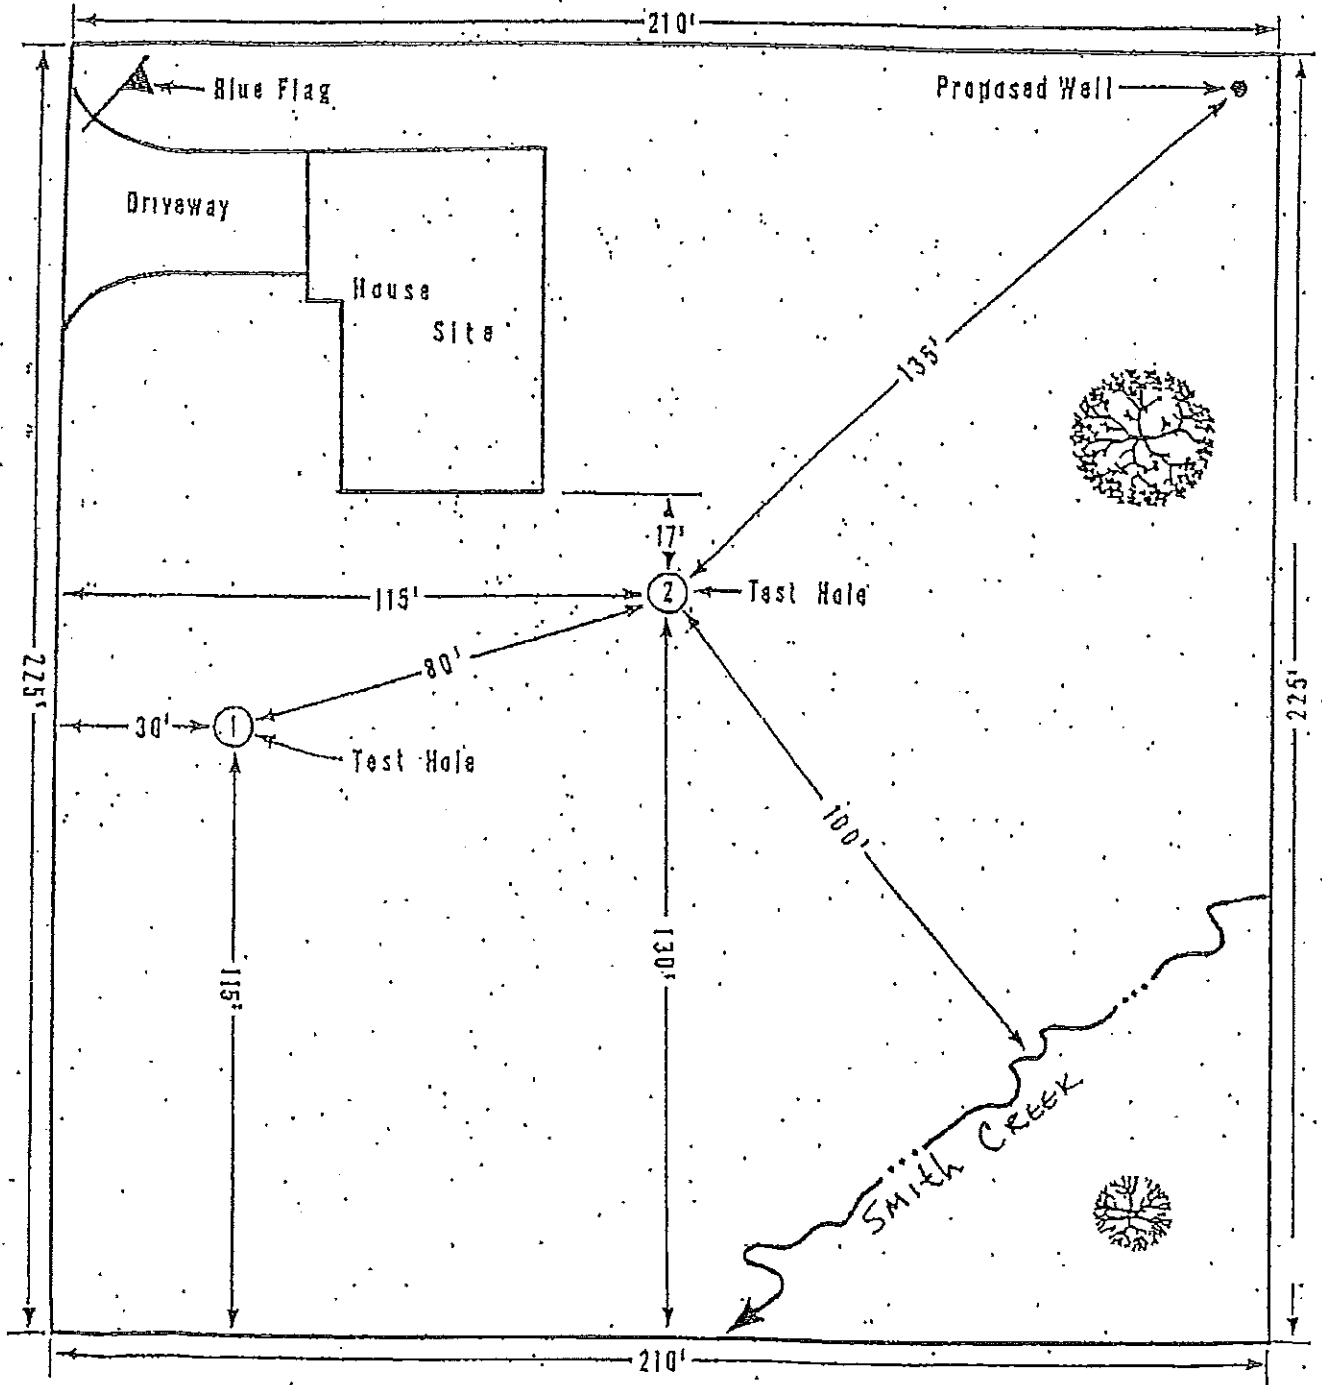 210'
Blue Flag
Proposed Well
Driveway
House
Site
135'
17'
2
Test Hole
115'
80'
225'
225'
30'
1
Test Hole
100'
130'
115'
Smith Creek
210'